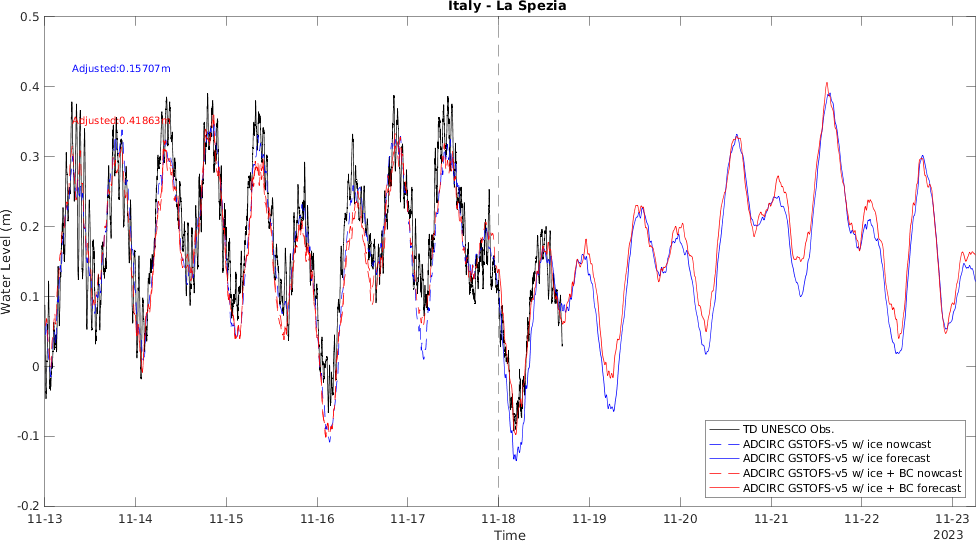 Italy - La Spezia
0.5
0.4
0.3
0.2
0.1
0
-0.1
-0.2
Water Level (m)
Adjusted:0.15707m
Adjusted:0.41863m
TD UNESCO Obs.
ADCIRC GSTOFS-v5 w/ ice nowcast
ADCIRC GSTOFS-v5 w/ ice forecast
ADCIRC GSTOFS-v5 w/ ice + BC nowcast
ADCIRC GSTOFS-v5 w/ ice + BC forecast
11-13 11-14 11-15 11-16 11-17 11-18 11-19 11-20 11-21 11-22 11-23
Time
2023